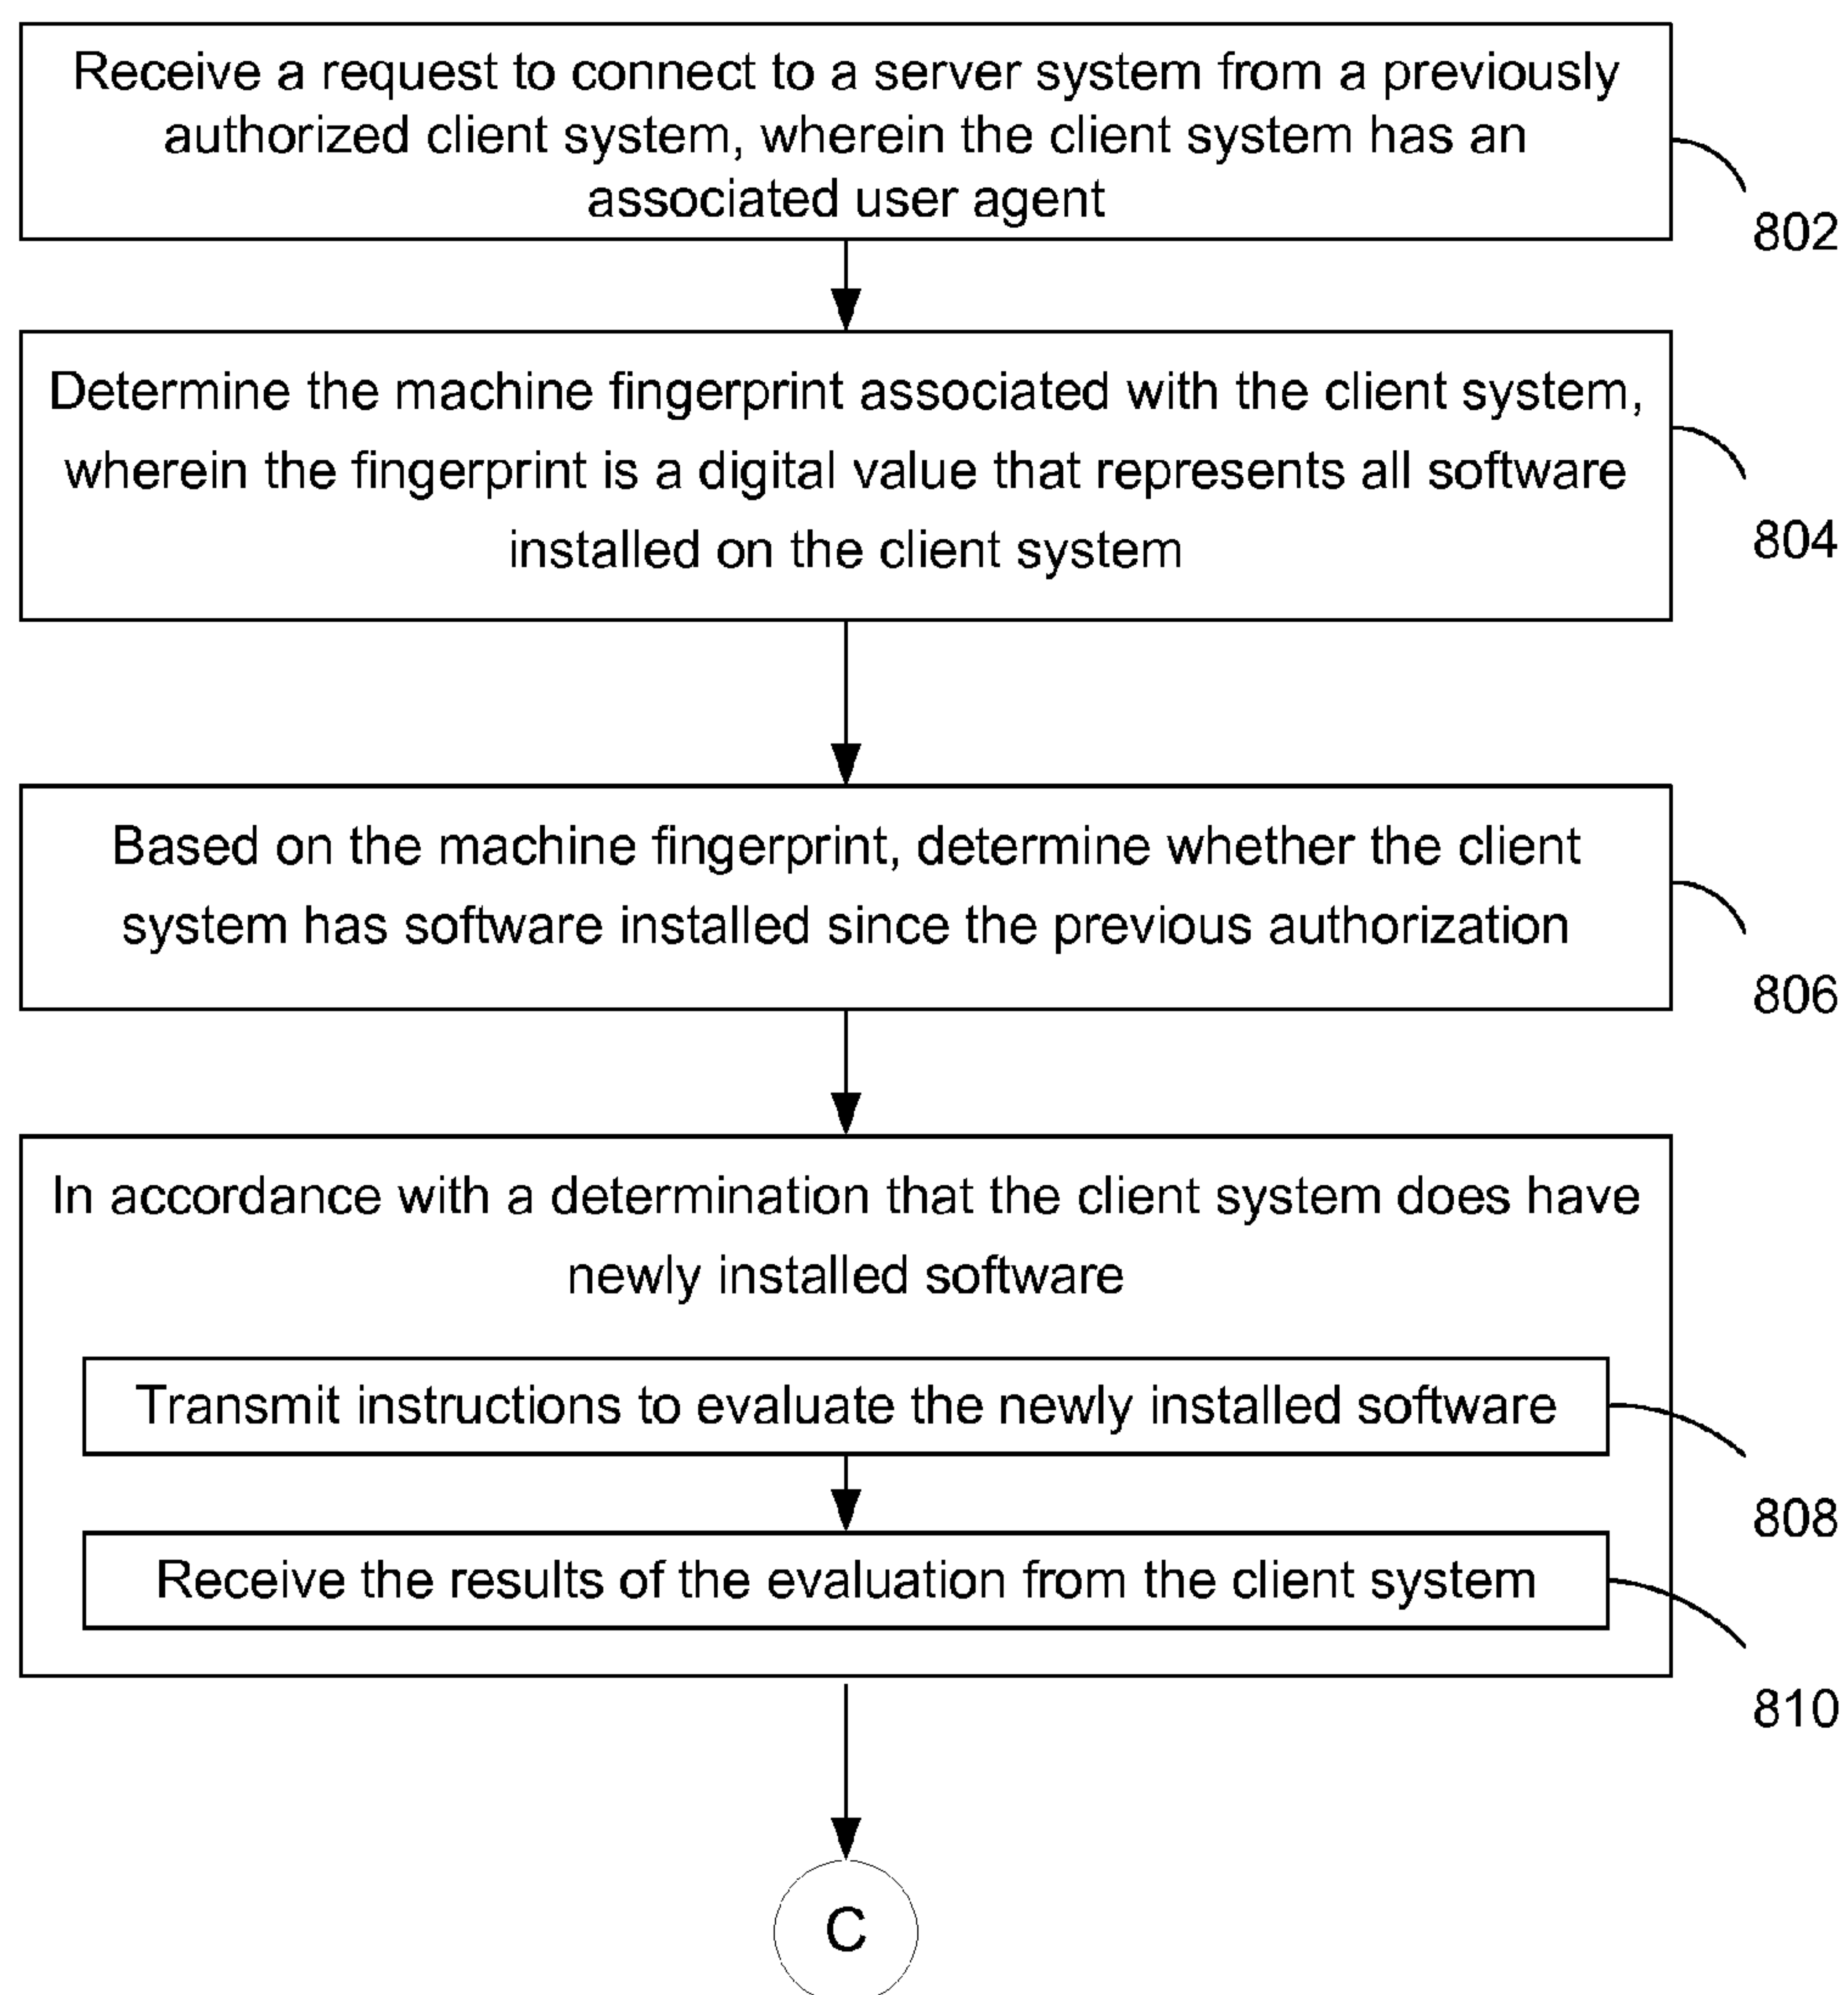 Receive a request to connect to a server system from a previously
authorized client system, wherein the client system has an
associated user agent
802
Determine the machine fingerprint associated with the client system,
wherein the fingerprint is a digital value that represents all software
installed on the client system
804
Based on the machine fingerprint, determine whether the client
system has software installed since the previous authorization
806
In accordance with a determination that the client system does have
newly installed software
Transmit instructions to evaluate the newly installed software
808
Receive the results of the evaluation from the client system
810
C